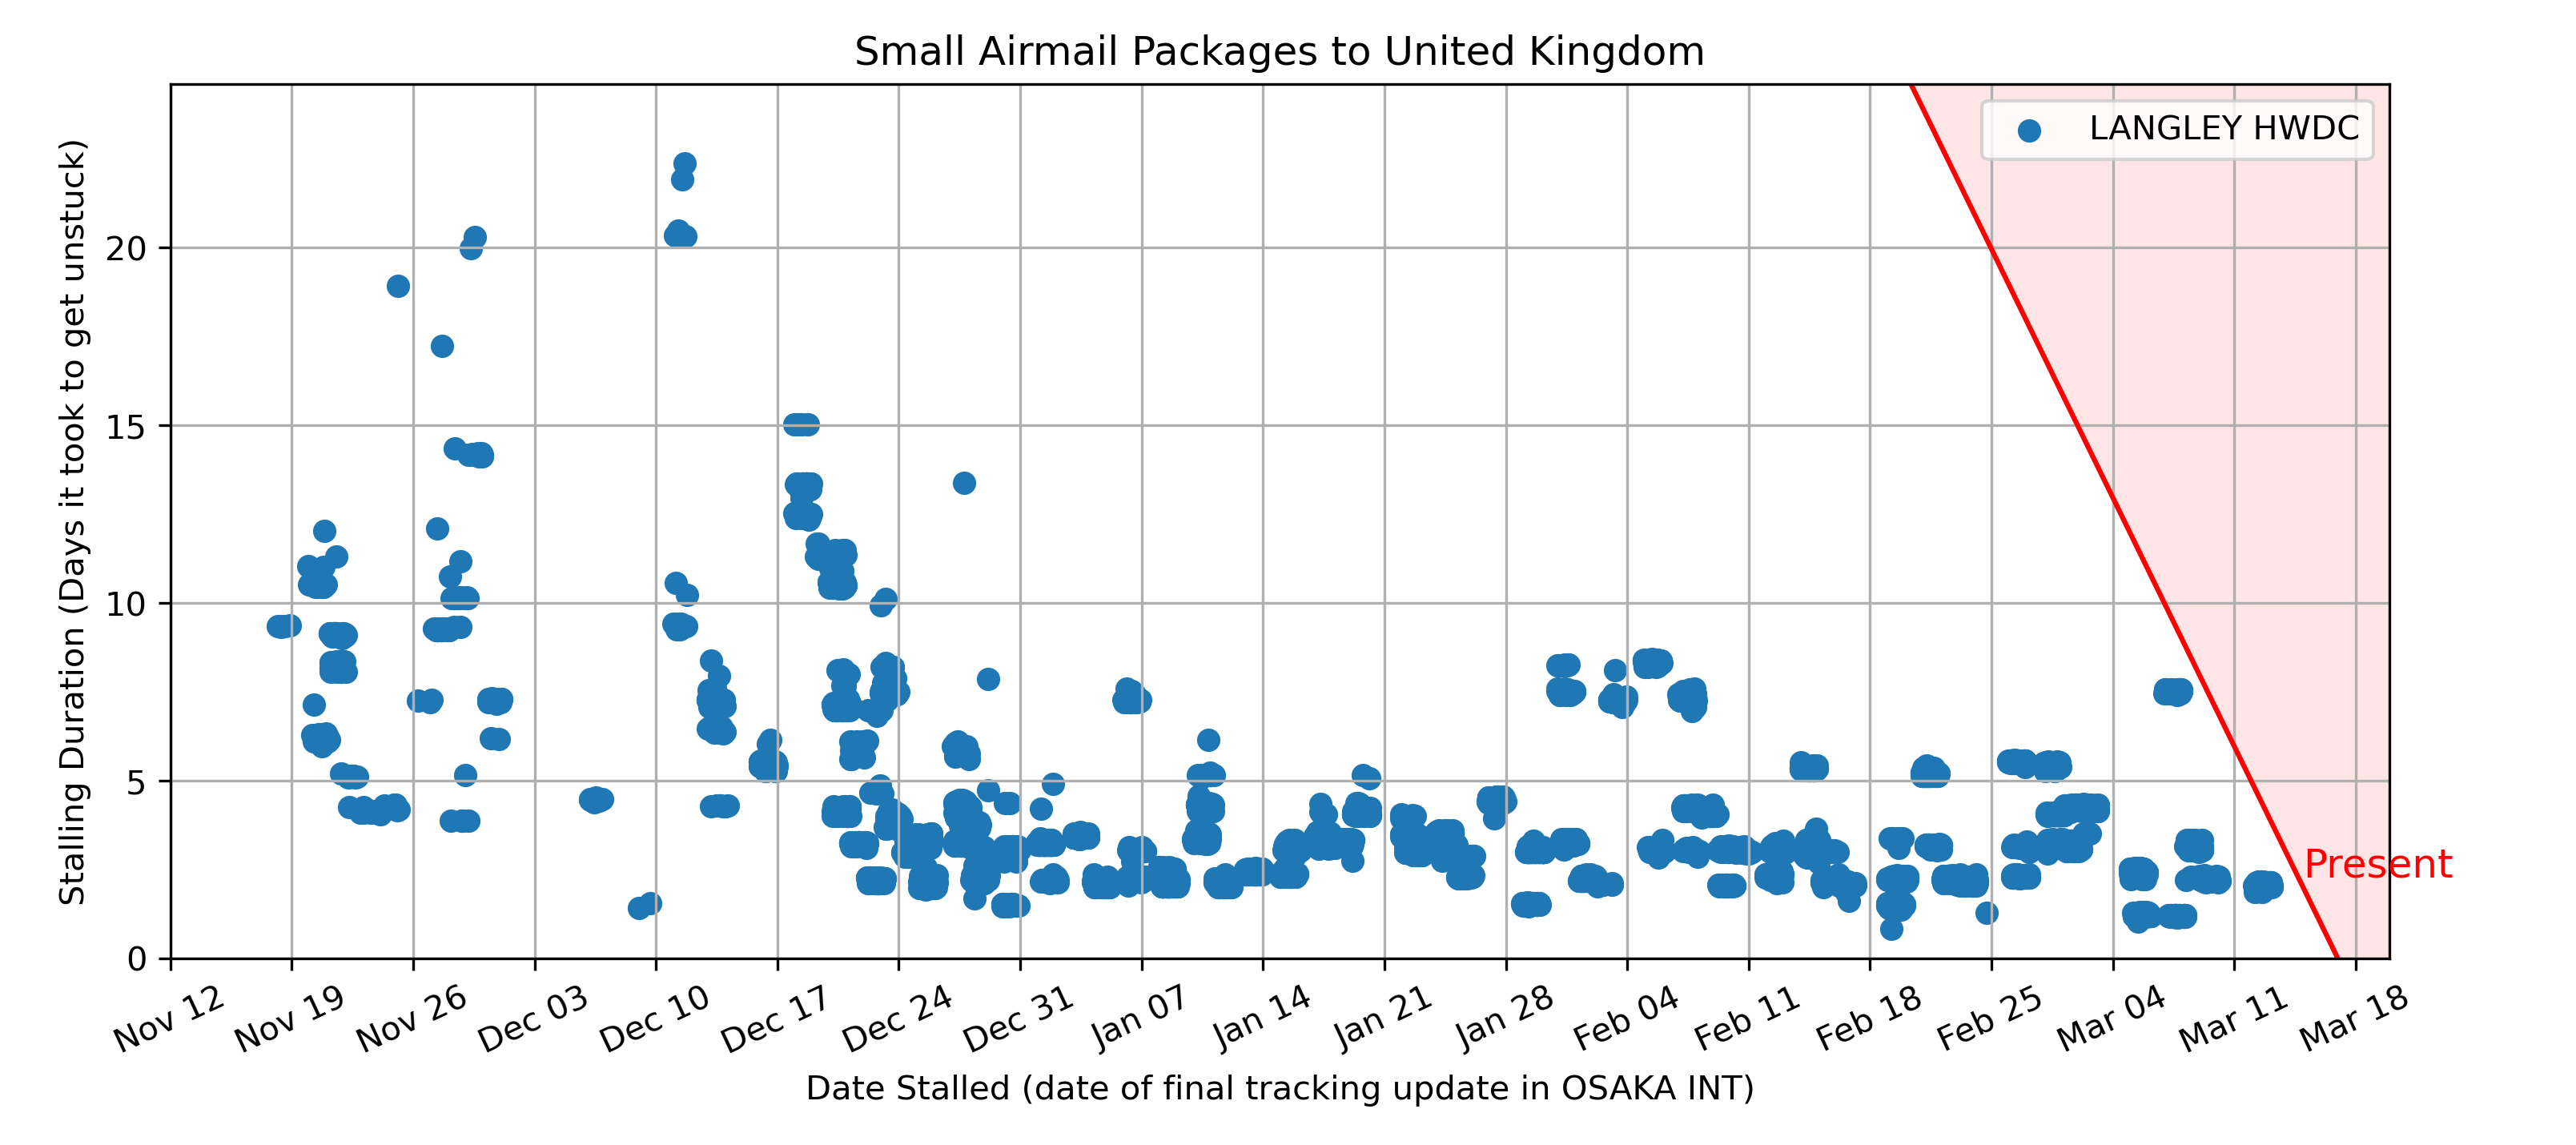 Small Airmail Packages to United Kingdom
LANGLEY HWDC
Stalling Duration (Days it took to get unstuck)
20
15
10
5
0
Present
Nov 12
Nov 19
Nov 26
Dec 03
Dec 10
Dec 17
Dec 24
Dec 31
Jan 07
Jan 14
Jan 21
Jan 28
Feb 04
Feb 11
Feb 18
Feb 25
Mar 04
Mar 11
Mar 18
Date Stalled (date of final tracking update in OSAKA INT)